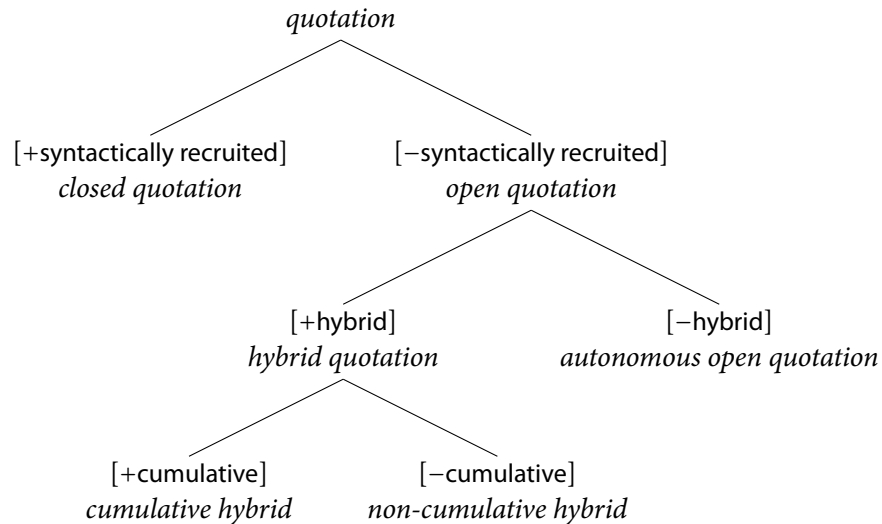 quotation
[+syntactically recruited] [−syntactically recruited]
closed quotation open quotation
[+hybrid] [−hybrid]
hybrid quotation autonomous open quotation
[+cumulative] [−cumulative]
cumulative hybrid non-cumulative hybrid